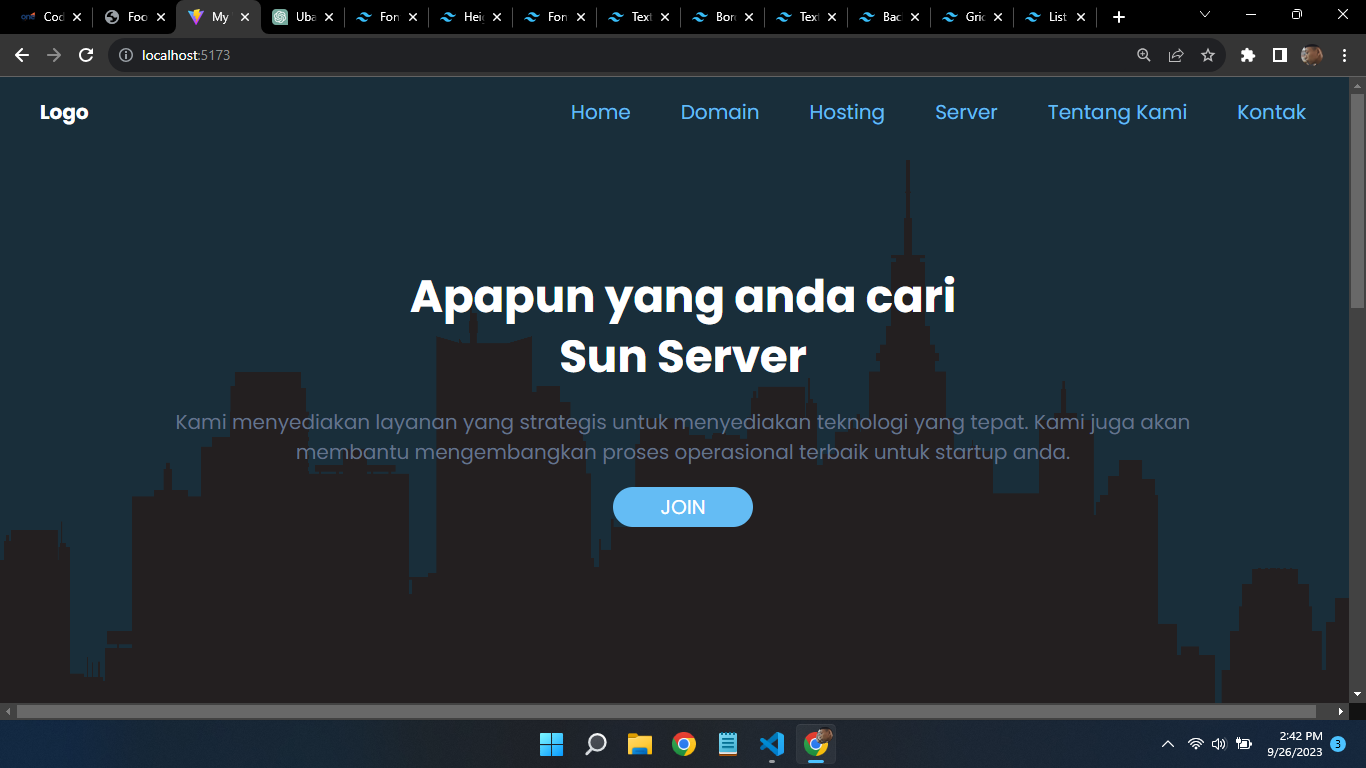 Cod
Foo
My
Uba
For
Hei
For
Text
Bor
Text
Bac
Gric
List
localhost:5173
Logo
Home
Domain
Hosting
Server
Tentang Kami
Kontak
Apapun yang anda cari
Sun Server
Kami menyediakan layanan yang strategis untuk menyediakan teknologi yang tepat. Kami juga akan
membantu mengembangkan proses operasional terbaik untuk startup anda.
JOIN
2:42 PM
9/26/2023
3